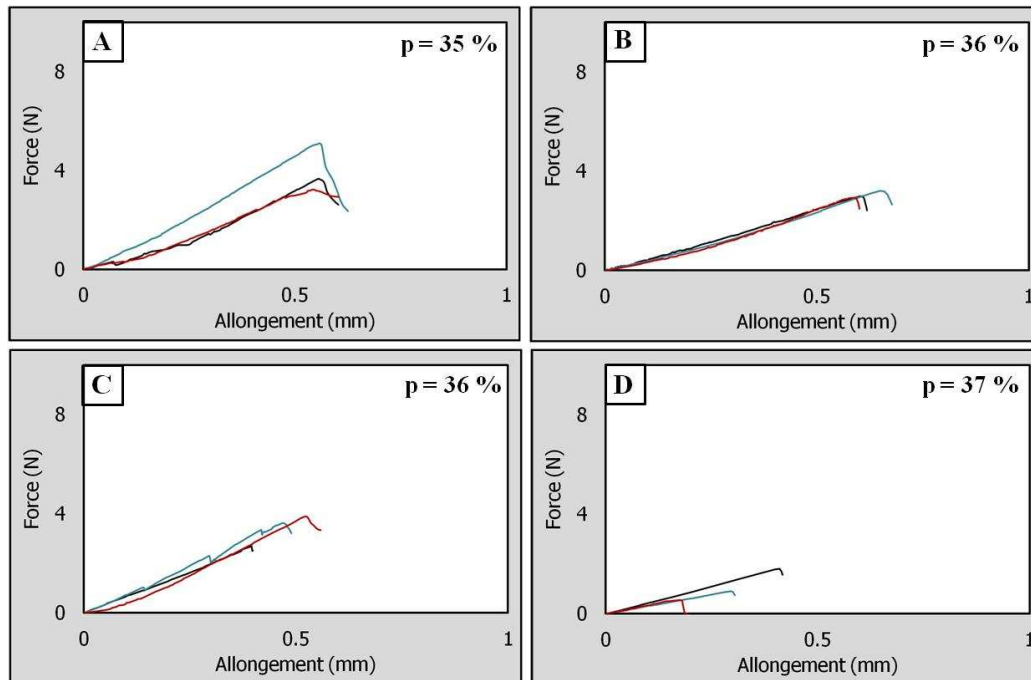 A
p = 35 %
Force (N)
8
4
0
0
0.5
1
Allongement (mm)
B
p = 36 %
Force (N)
8
4
0
0
0.5
1
Allongement (mm)
C
p = 36 %
Force (N)
8
4
0
0
0.5
1
Allongement (mm)
D
p = 37 %
Force (N)
8
4
0
0
0.5
1
Allongement (mm)